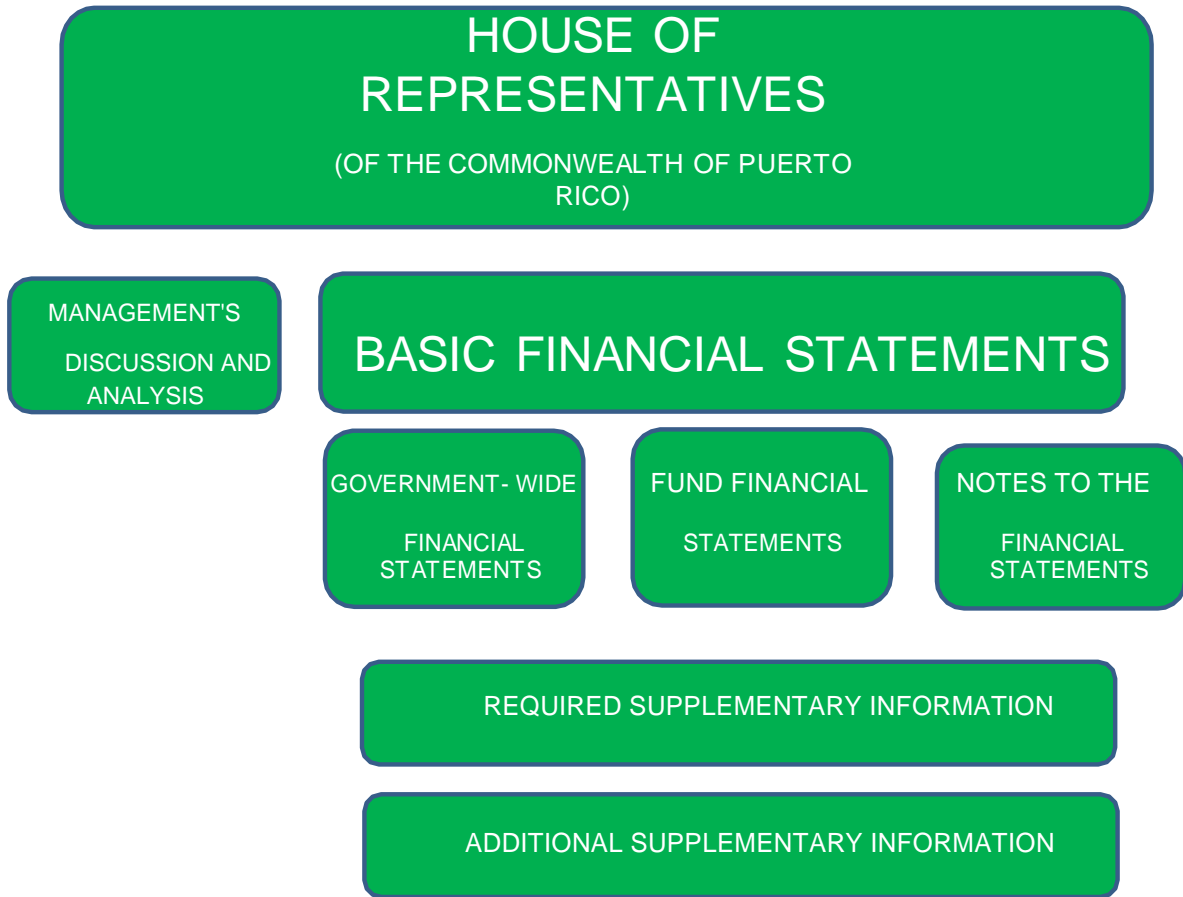 HOUSE OF
REPRESENTATIVES
(OF THE COMMONWEALTH OF PUERTO
RICO)
MANAGEMENT'S
DISCUSSION AND
ANALYSIS
BASIC FINANCIAL STATEMENTS
GOVERNMENT- WIDE
FINANCIAL
STATEMENTS
FUND FINANCIAL
STATEMENTS
NOTES TO THE
FINANCIAL
STATEMENTS
REQUIRED SUPPLEMENTARY INFORMATION
ADDITIONAL SUPPLEMENTARY INFORMATION